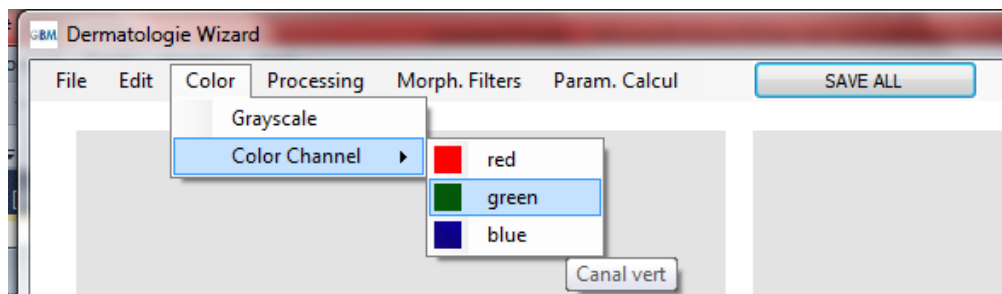 GBM Dermatologie Wizard
File Edit Color Processing Morph. Filters Param. Calcul SAVE ALL
Grayscale
Color Channel
red
green
blue
Canal vert